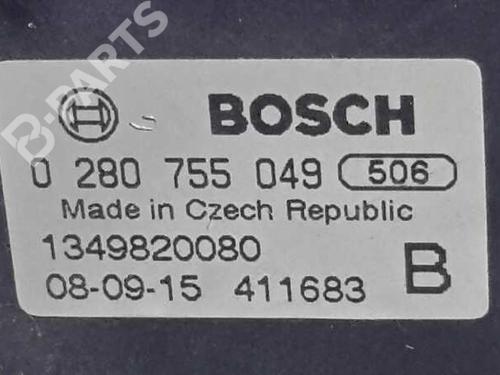 B-PARTS
BOSCH
0 280 755 049 506
Made in Czech Republic
1349820080
08-09-15 411683 B